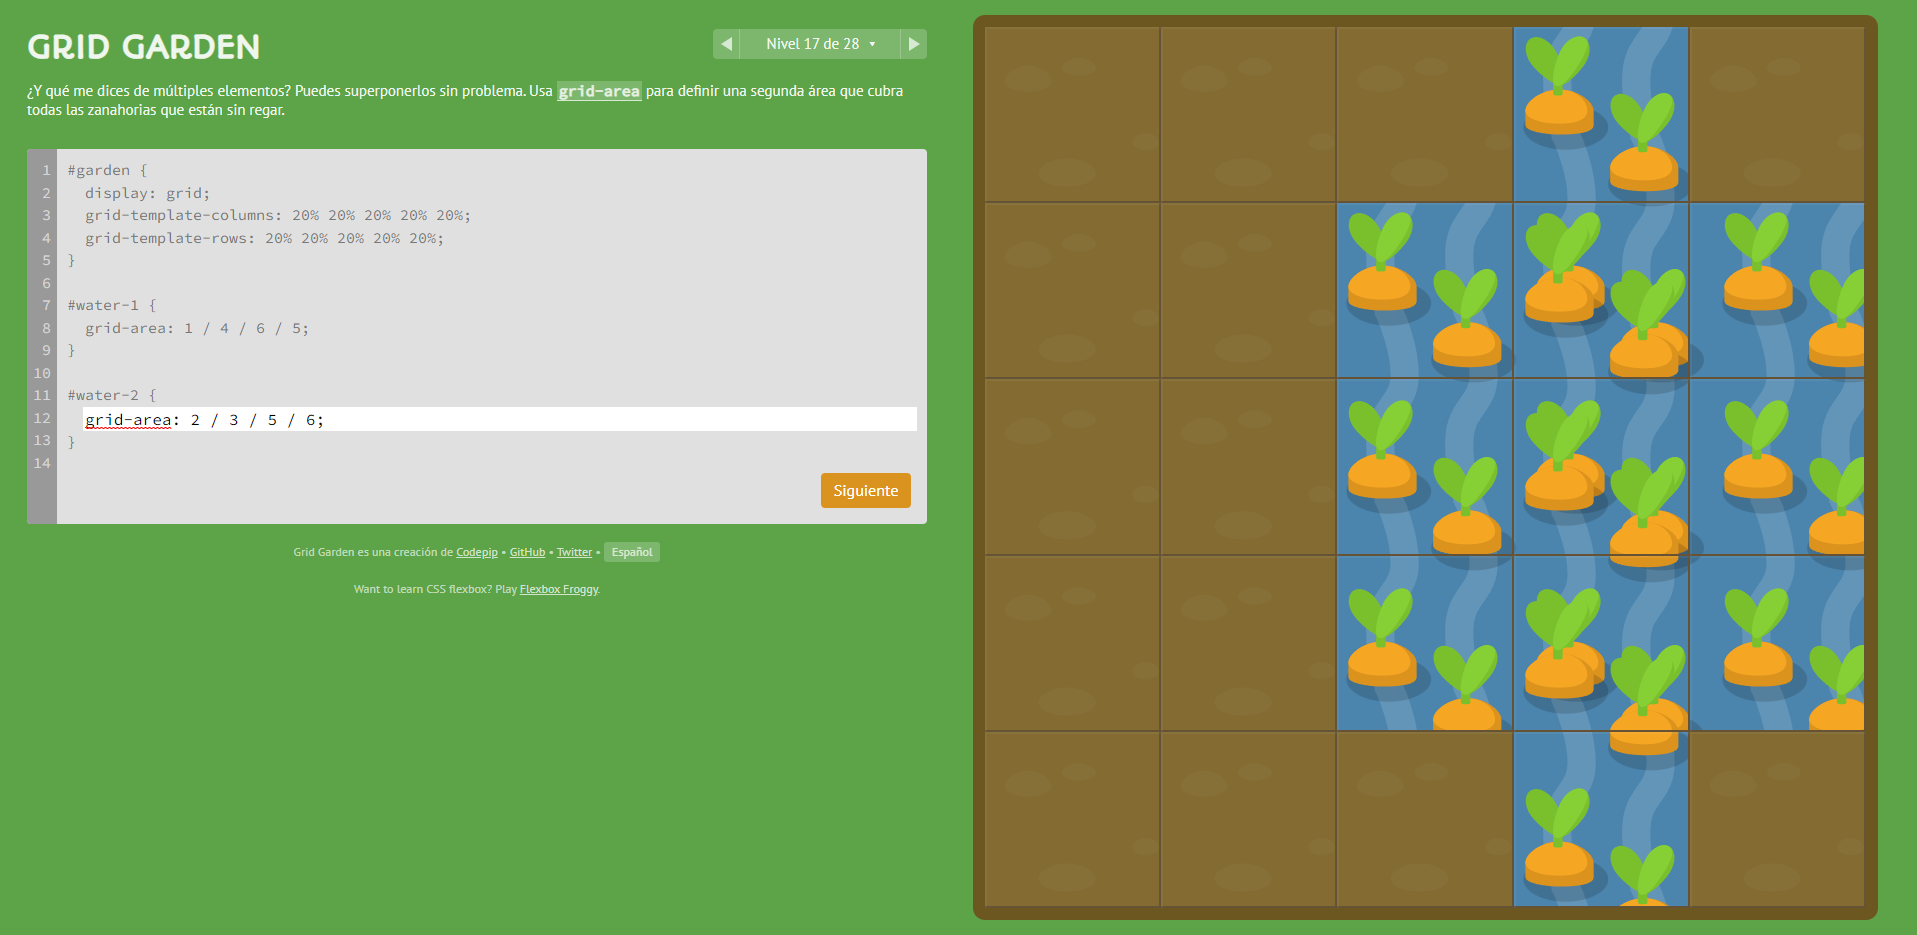 GRID GARDEN
◀ Nivel 17 de 28 ▾ ▶
¿Y qué me dices de múltiples elementos? Puedes superponerlos sin problema. Usa grid-area para definir una segunda área que cubra
todas las zanahorias que están sin regar.
1 #garden {
2 display: grid;
3 grid-template-columns: 20% 20% 20% 20% 20%;
4 grid-template-rows: 20% 20% 20% 20% 20%;
5 }
6
7 #water-1 {
8 grid-area: 1 / 4 / 6 / 5;
9 }
10
11 #water-2 {
12 grid-area: 2 / 3 / 5 / 6;
13 }
14
Siguiente
Grid Garden es una creación de Codepip • GitHub • Twitter • Español
Want to learn CSS flexbox? Play Flexbox Froggy.